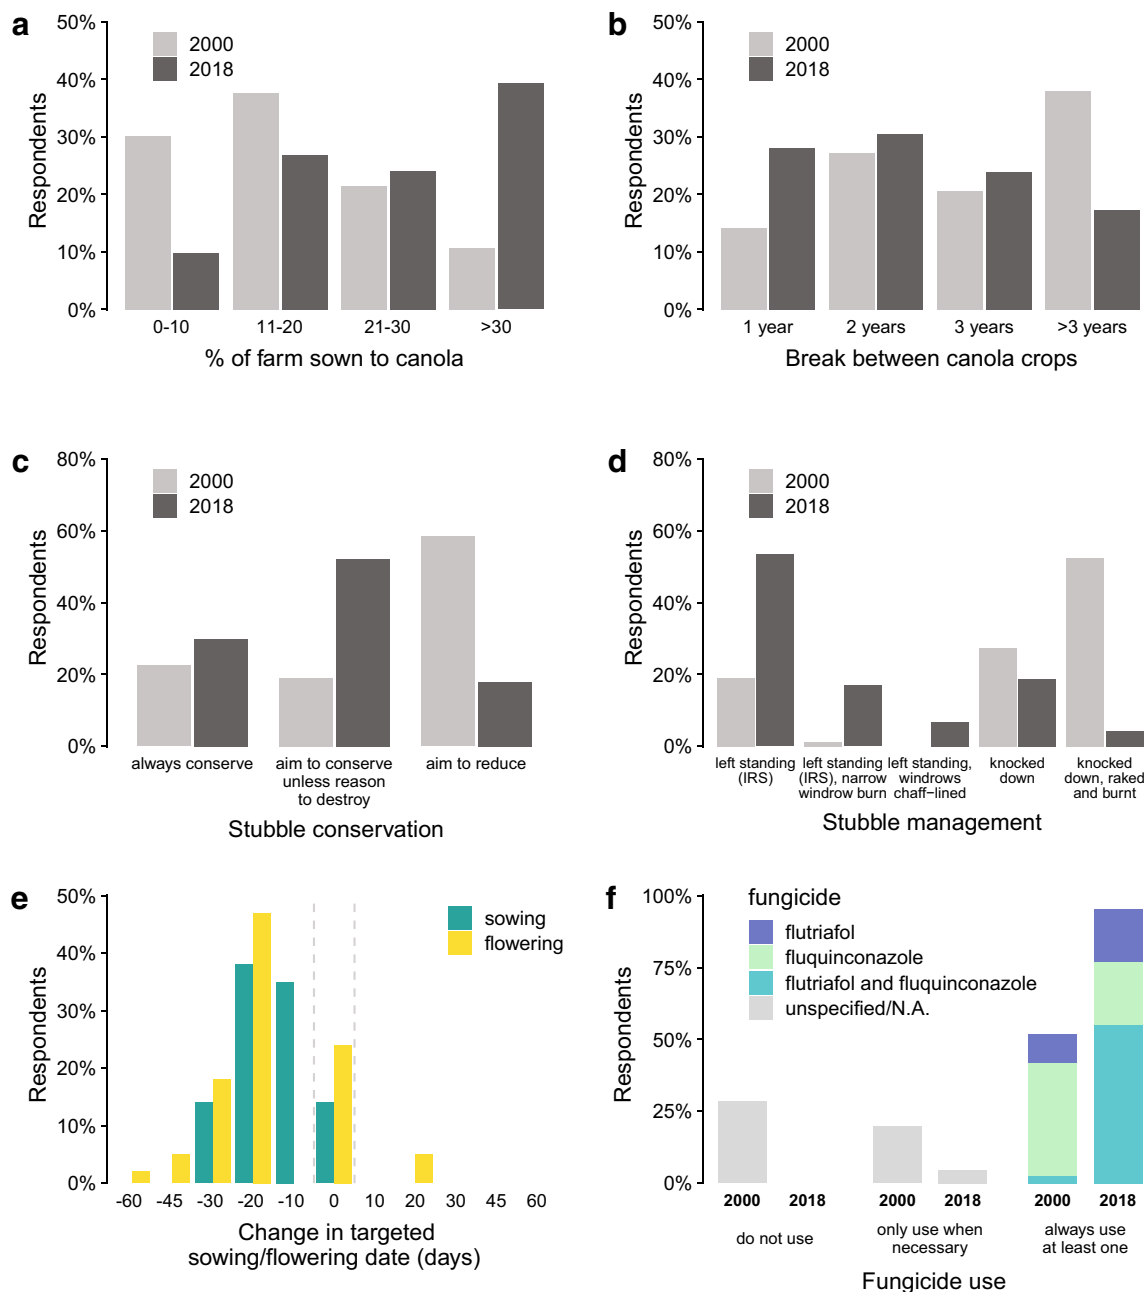 a
50%
40%
30%
20%
10%
0%
Respondents
2000
2018
0-10
11-20
21-30
>30
% of farm sown to canola
b
50%
40%
30%
20%
10%
0%
Respondents
2000
2018
1 year
2 years
3 years
>3 years
Break between canola crops
c
80%
60%
40%
20%
0%
Respondents
2000
2018
always conserve
aim to conserve
unless reason
to destroy
aim to reduce
Stubble conservation
d
80%
60%
40%
20%
0%
Respondents
2000
2018
left standing
(IRS)
left standing
(IRS), narrow
windrow burn
left standing,
windrows
chaff−lined
knocked
down
knocked
down, raked
and burnt
Stubble management
e
50%
40%
30%
20%
10%
0%
Respondents
sowing
flowering
-60
-45
-30
-20
-10
0
10
20
30
45
60
Change in targeted
sowing/flowering date (days)
f
100%
75%
50%
25%
0%
Respondents
fungicide
flutriafol
fluquinconazole
flutriafol and fluquinconazole
unspecified/N.A.
2000
2018
2000
2018
2000
2018
do not use
only use when
necessary
always use
at least one
Fungicide use